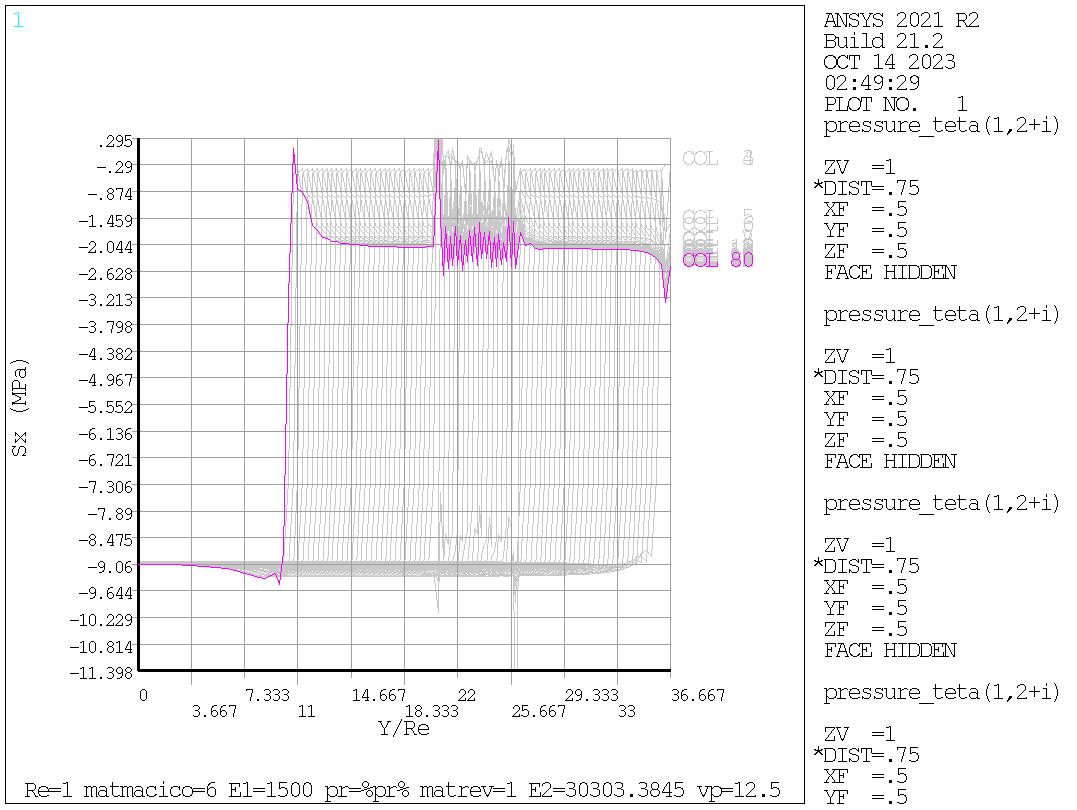 1
ANSYS 2021 R2
Build 21.2
OCT 14 2023
02:49:29
PLOT NO. 1
pressure_teta(1,2+i)
ZV =1
*DIST=.75
XF =.5
YF =.5
ZF =.5
FACE HIDDEN
pressure_teta(1,2+i)
ZV =1
*DIST=.75
XF =.5
YF =.5
ZF =.5
FACE HIDDEN
pressure_teta(1,2+i)
ZV =1
*DIST=.75
XF =.5
YF =.5
ZF =.5
FACE HIDDEN
pressure_teta(1,2+i)
ZV =1
*DIST=.75
XF =.5
YF =.5
Sx (MPa)
.295
-.29
-.874
-1.459
-2.044
-2.628
-3.213
-3.798
-4.382
-4.967
-5.552
-6.136
-6.721
-7.306
-7.89
-8.475
-9.06
-9.644
-10.229
-10.814
-11.398
COL
COL
COL 80
0
3.667
7.333
11
14.667
18.333
22
25.667
29.333
33
36.667
Y/Re
Re=1 matmacico=6 E1=1500 pr=%pr% matrev=1 E2=30303.3845 vp=12.5